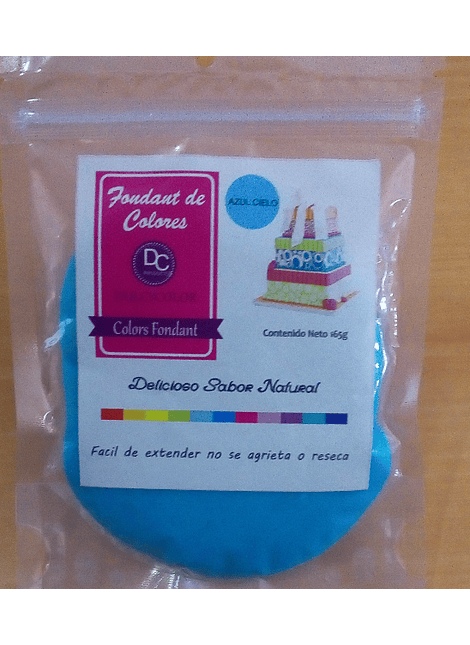 Fondant de
Colores
AZUL CIELO
DC
Colors Fondant
Contenido Neto 165g
Delicioso Sabor Natural
Facil de extender no se agrieta o reseca